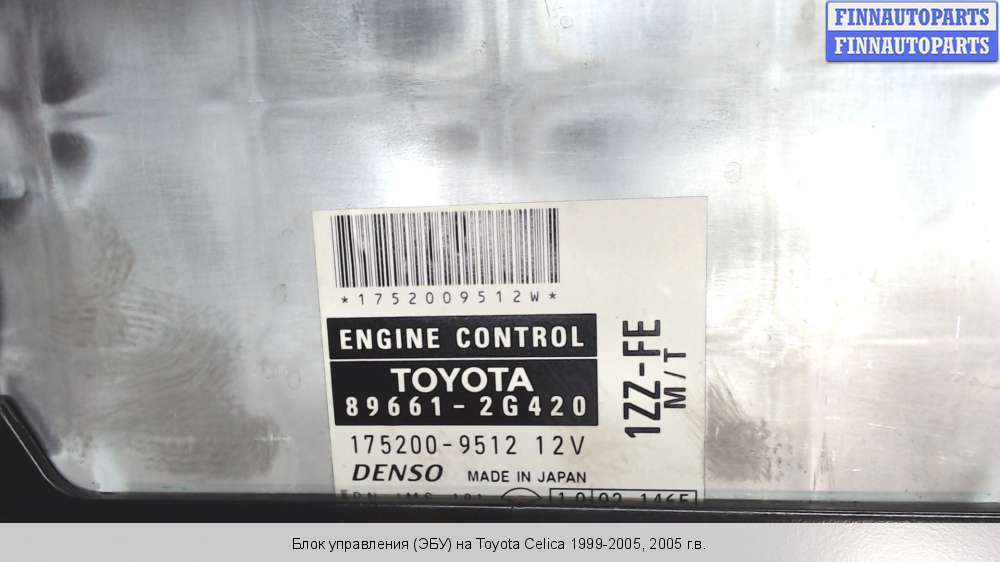 FINNAUTOPARTS
FINNAUTOPARTS
*1752009512W*
ENGINE CONTROL
TOYOTA
89661-2G420
175200-9512 12V
DENSO MADE IN JAPAN
1ZZ-FE
M/T
Блок управления (ЭБУ) на Toyota Celica 1999-2005, 2005 г.в.